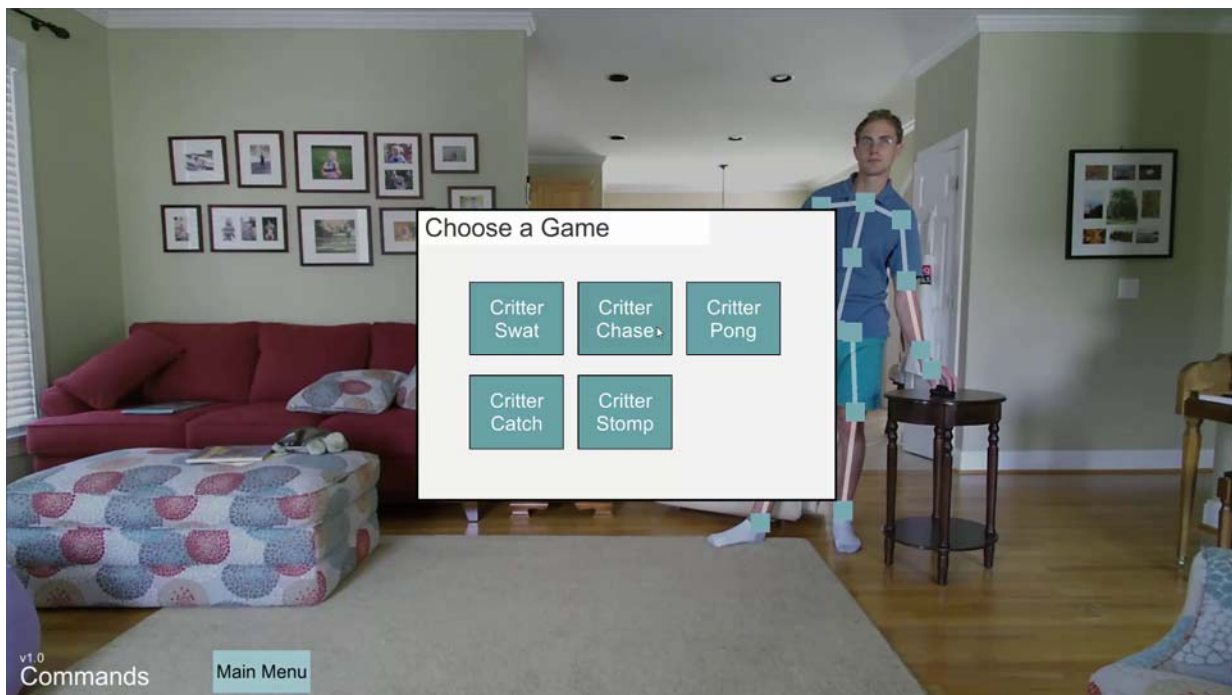 Choose a Game
Critter
Swat
Critter
Chase
Critter
Pong
Critter
Catch
Critter
Stomp
v1.0
Commands
Main Menu